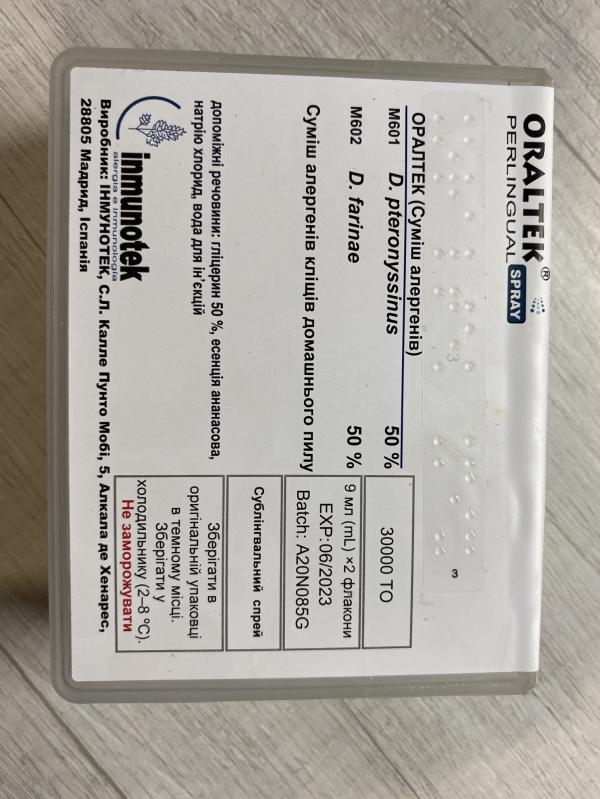 ORALTEK®
PERLINGUAL SPRAY
3
ОРАЛТЕК (Суміш алергенів)
M601 D. pteronyssinus 50 %
M602 D. farinae 50 %
Суміш алергенів кліщів домашнього пилу
30000 ТО
9 мл (mL) ×2 флакони
EXP:06/2023
Batch: A20N085G
Сублінгвальний спрей
Зберігати в
оригінальній упаковці
в темному місці.
Зберігати у
холодильнику (2–8 °C).
Не заморожувати
допоміжні речовини: гліцерин 50 %, есенція ананасова,
натрію хлорид, вода для ін'єкцій
inmunotek
alergia e inmunología
Виробник: ІНМУНОТЕК, С.Л. Калле Пунто Мобі, 5, Алкала де Хенарес,
28805 Мадрид, Іспанія